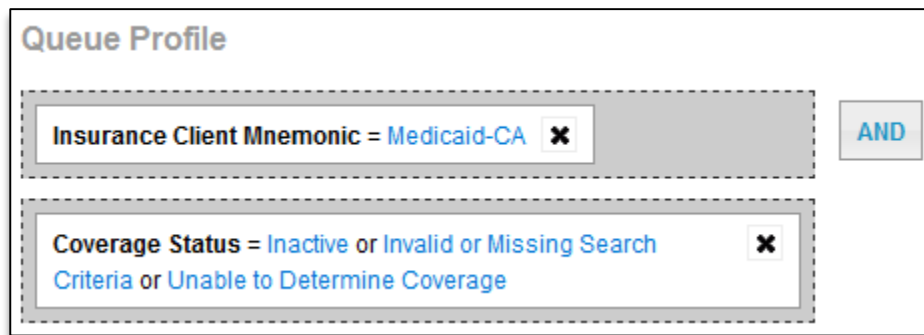 Queue Profile
Insurance Client Mnemonic = Medicaid-CA ✖
AND
Coverage Status = Inactive or Invalid or Missing Search ✖
Criteria or Unable to Determine Coverage